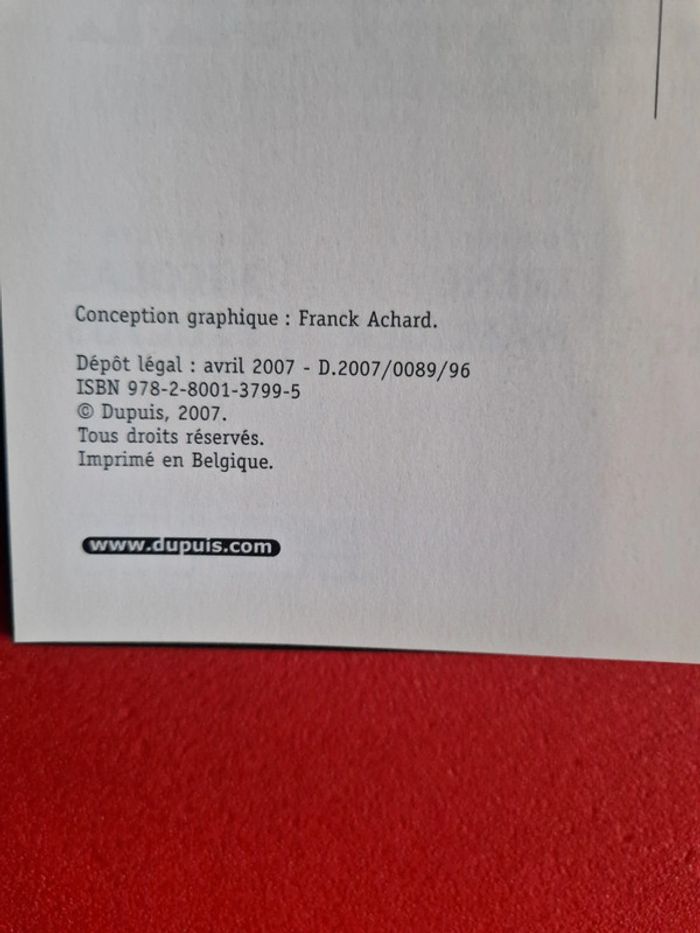 Conception graphique : Franck Achard.
Dépôt légal : avril 2007 - D.2007/0089/96
ISBN 978-2-8001-3799-5
© Dupuis, 2007.
Tous droits réservés.
Imprimé en Belgique.
www.dupuis.com